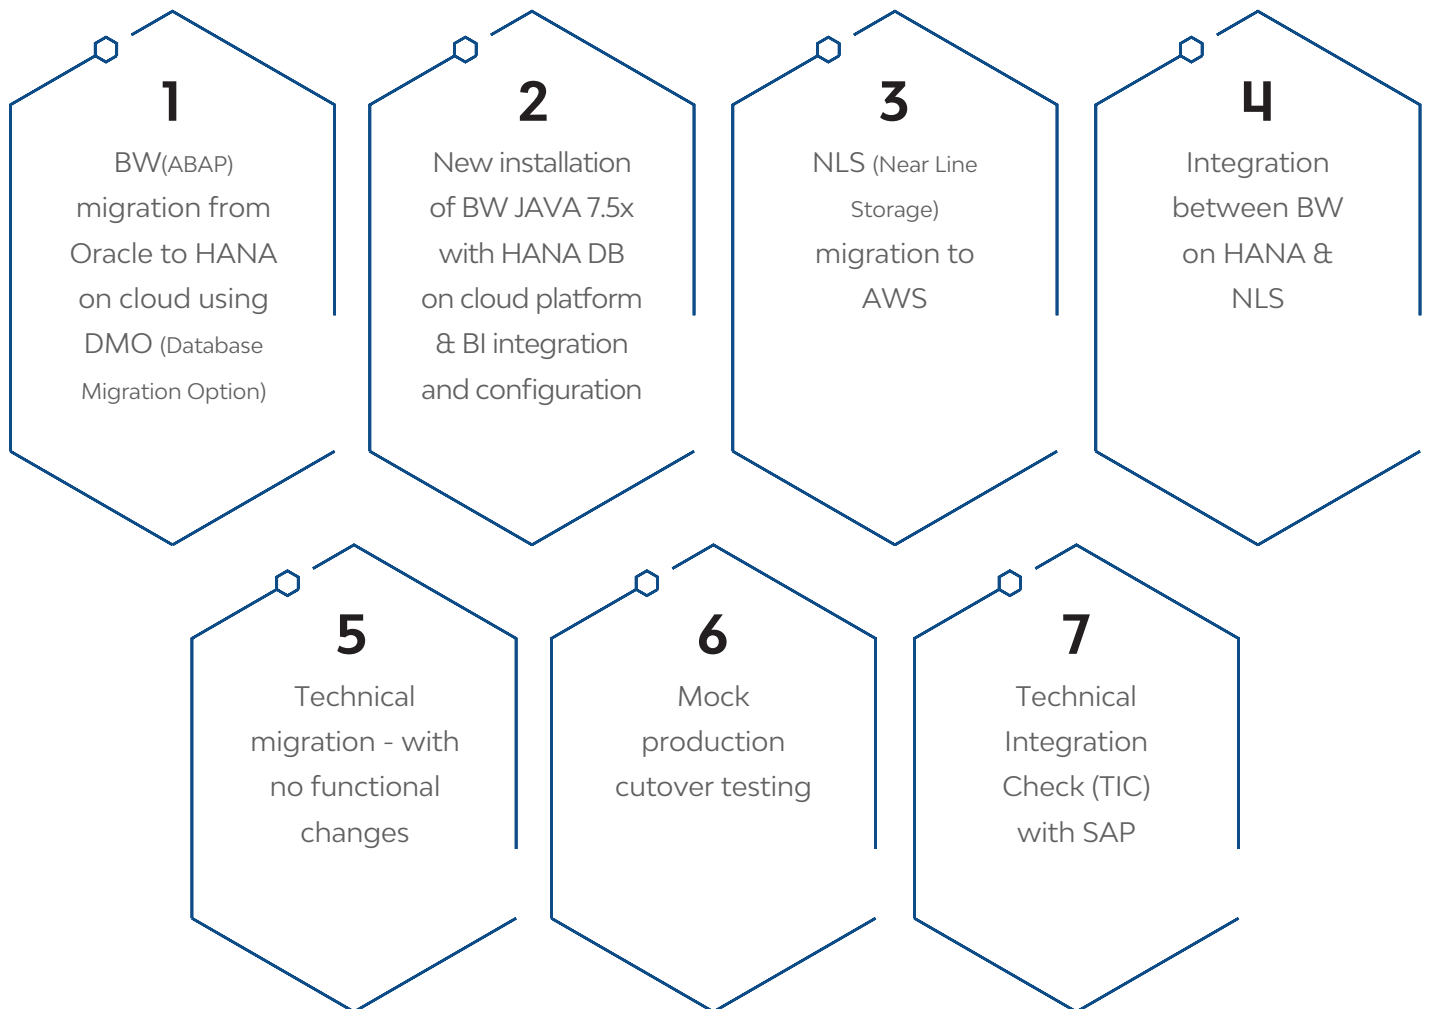 1
BW(ABAP)
migration from
Oracle to HANA
on cloud using
DMO (Database
Migration Option)
2
New installation
of BW JAVA 7.5x
with HANA DB
on cloud platform
& BI integration
and configuration
3
NLS (Near Line
Storage)
migration to
AWS
4
Integration
between BW
on HANA &
NLS
5
Technical
migration - with
no functional
changes
6
Mock
production
cutover testing
7
Technical
Integration
Check (TIC)
with SAP